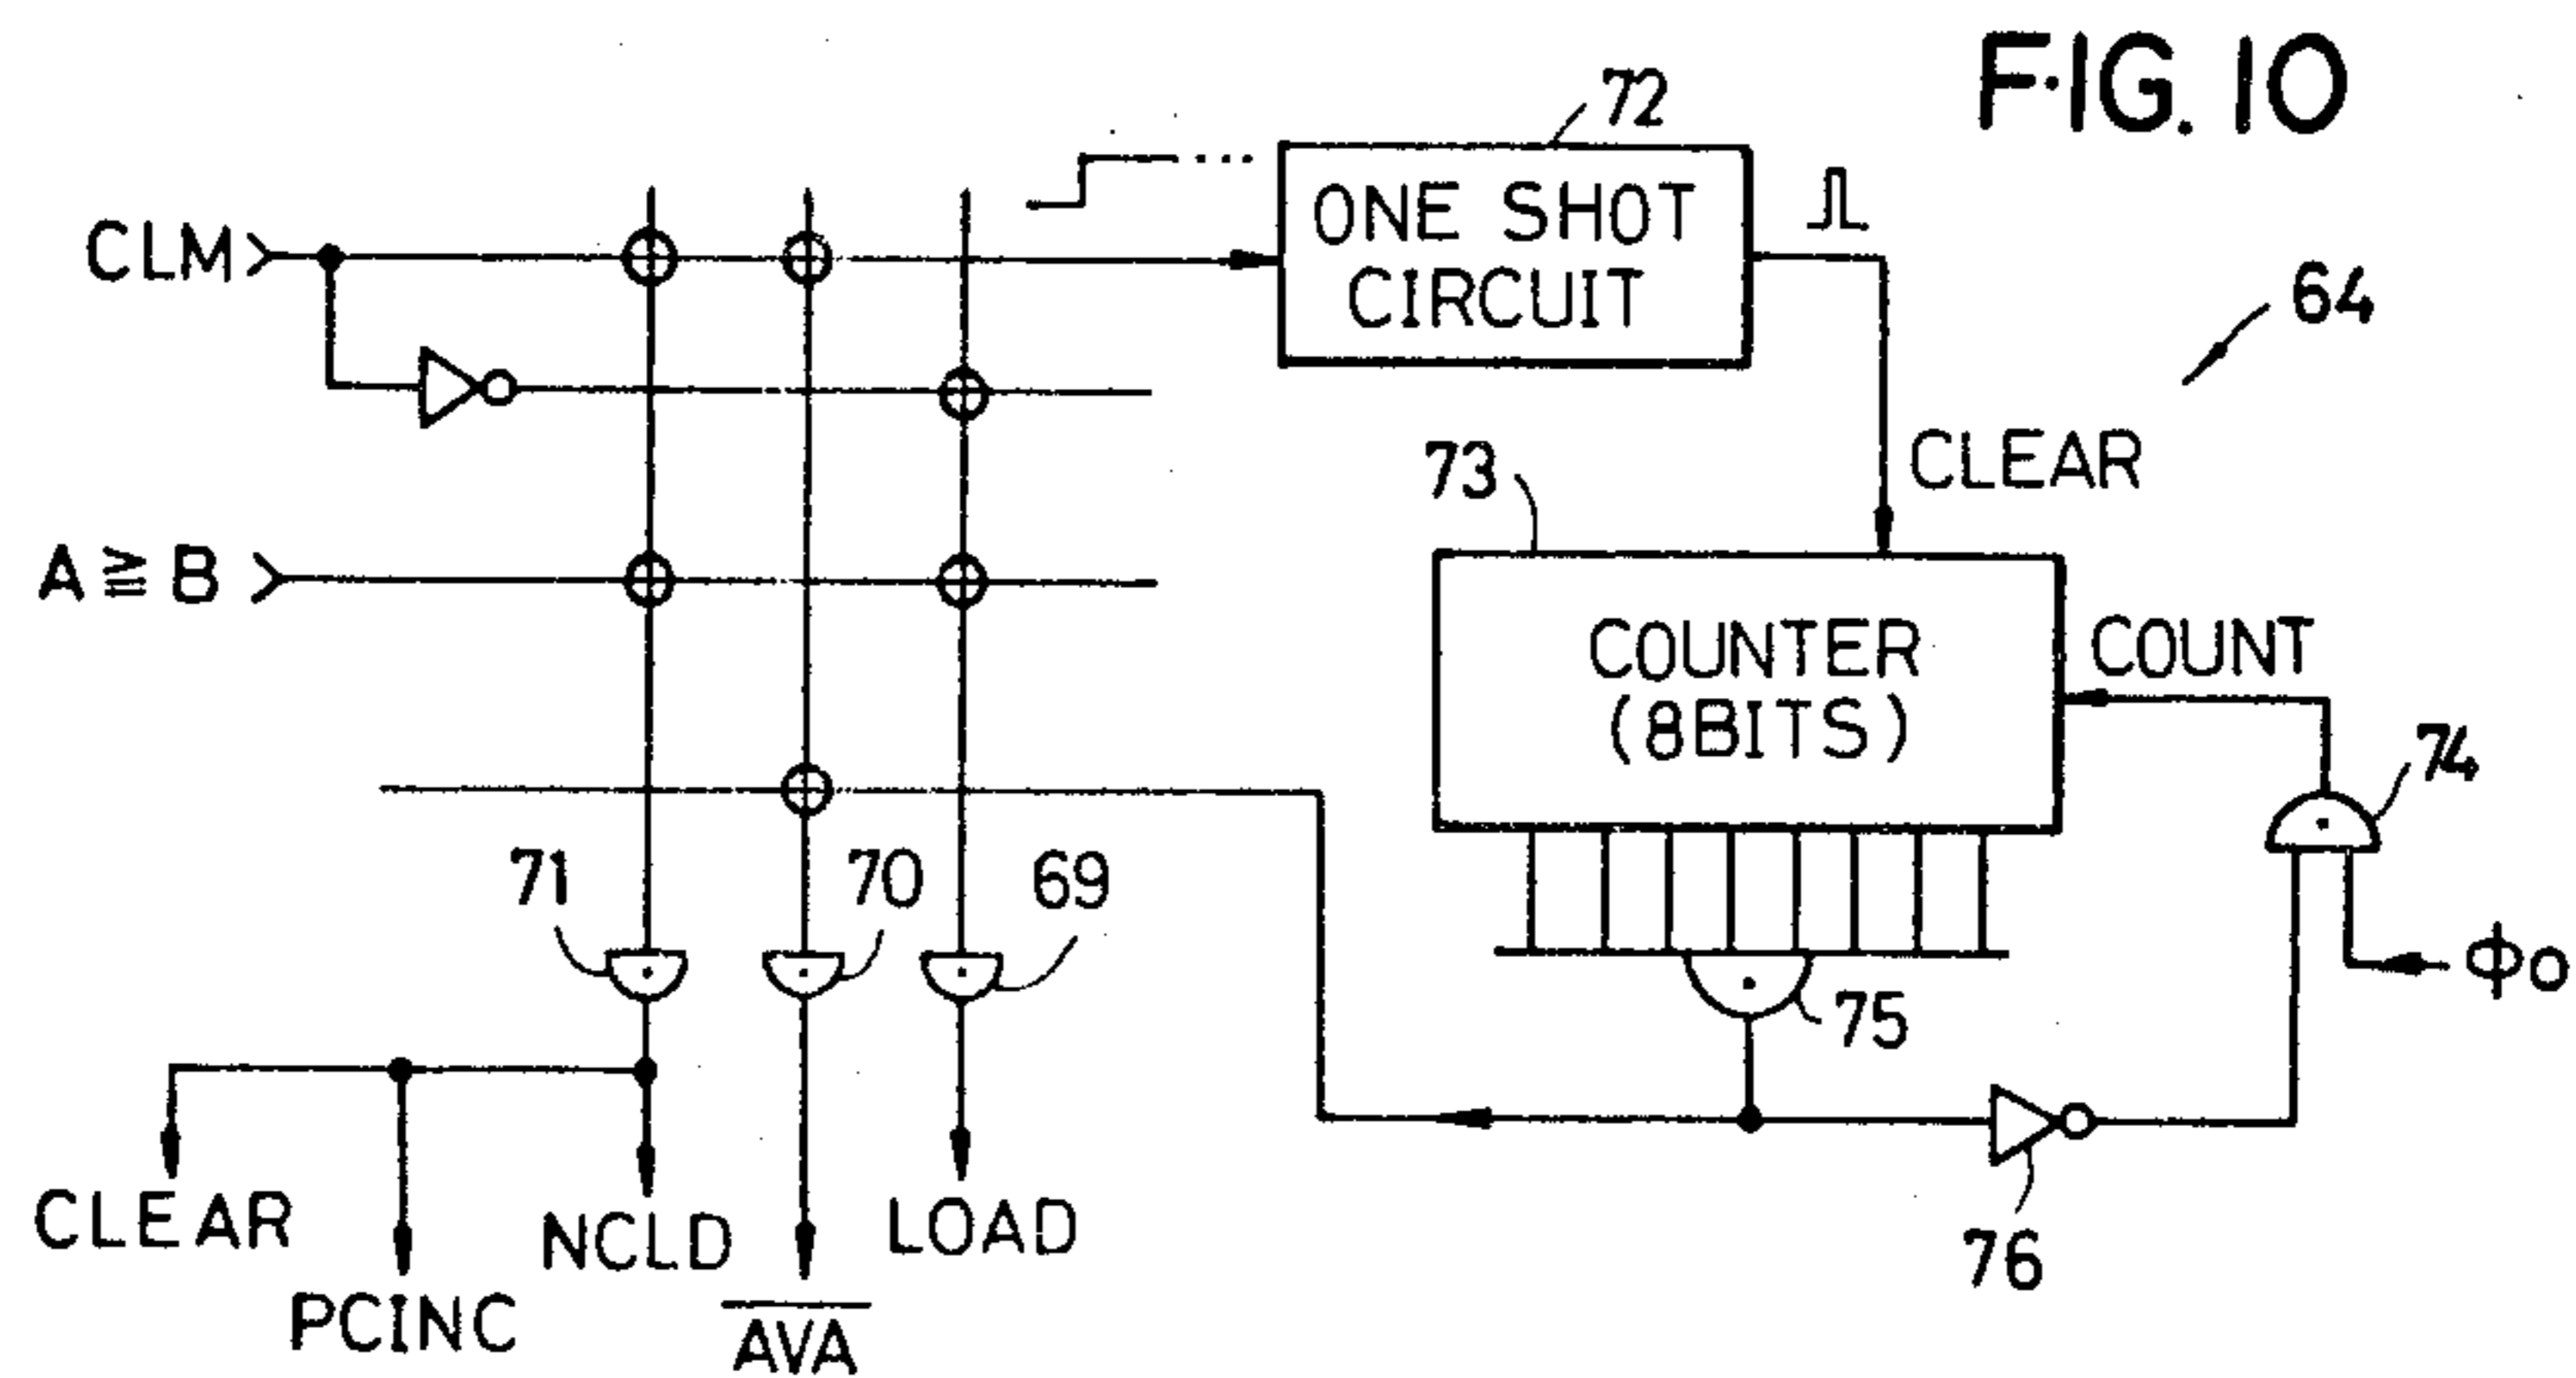 FIG. 10
72
ONE SHOT
CIRCUIT
CLM
64
CLEAR
73
A ≧ B
COUNTER
(8BITS)
COUNT
74
71
70
69
75
Φ0
76
CLEAR
PCINC
NCLD
AVA
LOAD